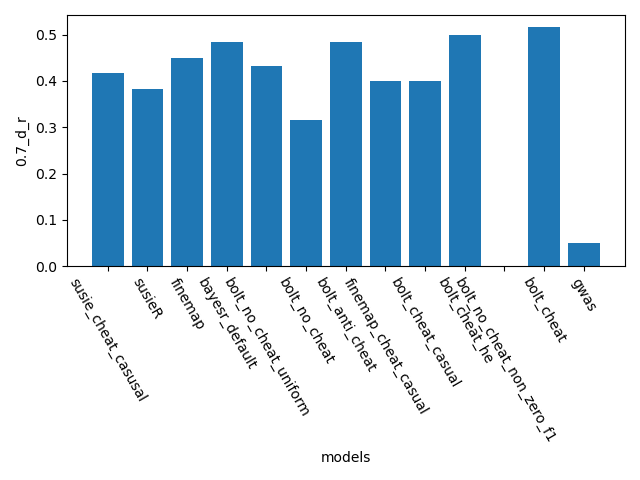 0.5
0.4
0.3
0.2
0.1
0.0
0.7_d_r
susie_cheat_casusal
susieR
finemap
bayesr_default
bolt_no_cheat_uniform
bolt_no_cheat
bolt_anti_cheat
finemap_cheat_casual
bolt_cheat_casual
bolt_cheat_he
bolt_no_cheat_non_zero_f1
bolt_cheat
gwas
models